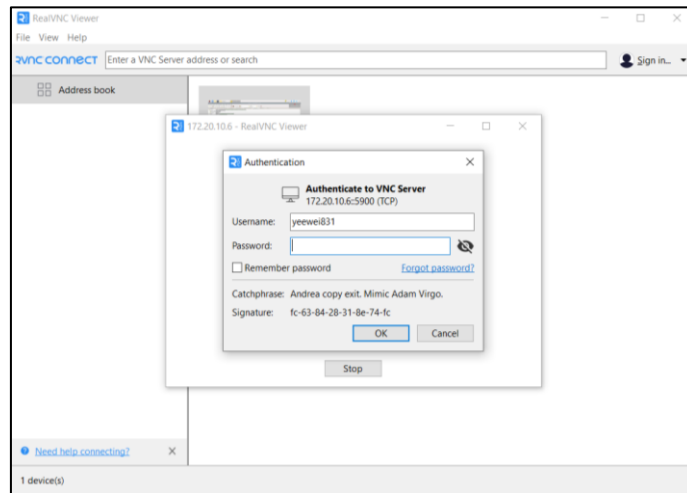 RealVNC Viewer
File View Help
RVNC CONNECT Enter a VNC Server address or search Sign in...
Address book
172.20.10.6 - RealVNC Viewer
Authentication
Authenticate to VNC Server
172.20.10.6::5900 (TCP)
Username: yeewei831
Password:
Remember password Forgot password?
Catchphrase: Andrea copy exit. Mimic Adam Virgo.
Signature: fc-63-84-28-31-8e-74-fc
OK Cancel
Stop
Need help connecting?
1 device(s)